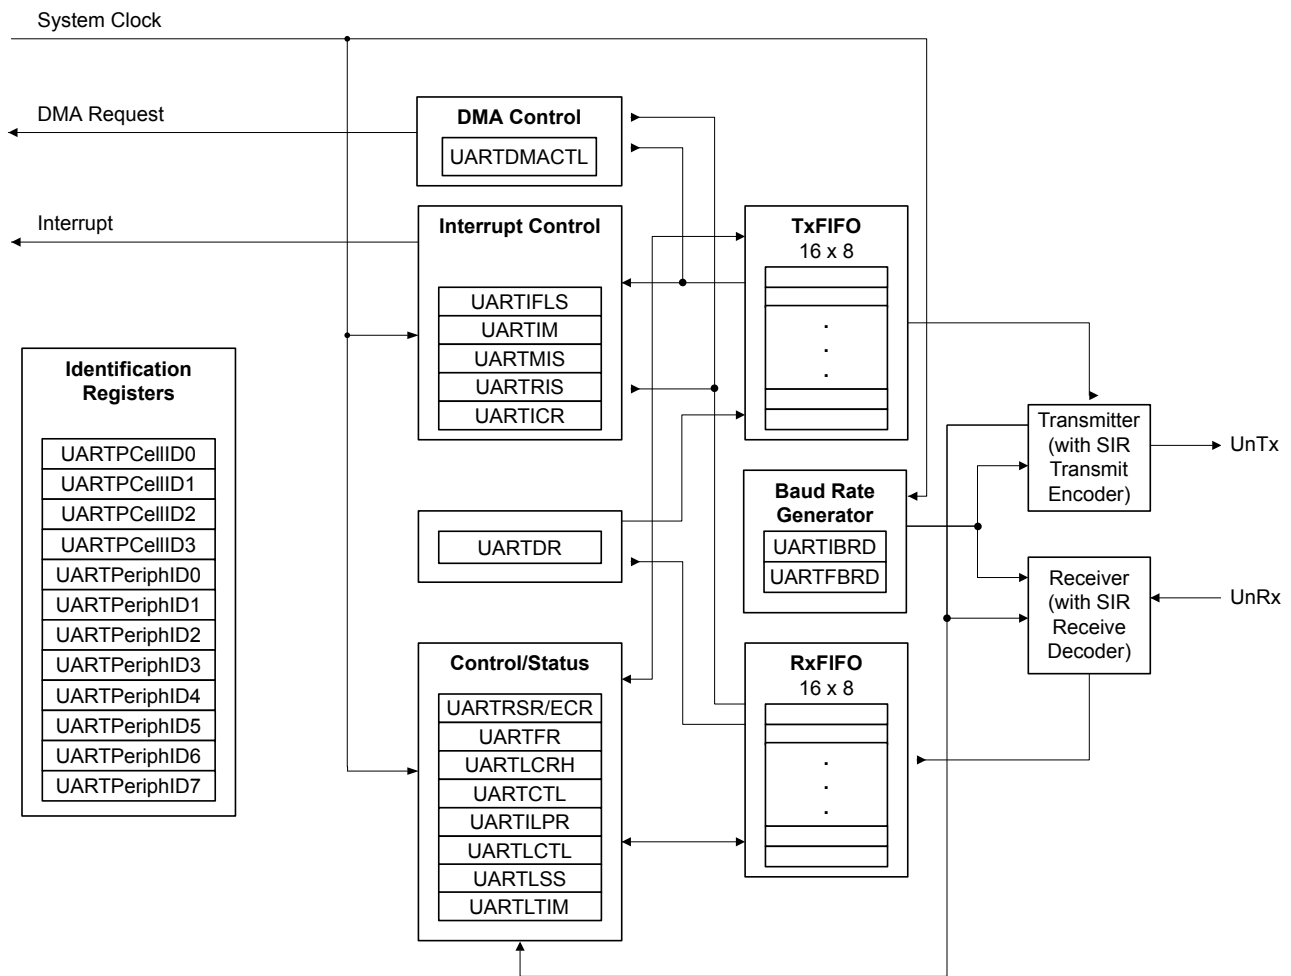 System Clock
DMA Request
DMA Control
UARTDMACTL
Interrupt
Interrupt Control
UARTIFLS
UARTIM
UARTMIS
UARTRIS
UARTICR
TxFIFO
16 x 8
.
.
.
Identification
Registers
UARTPCellID0
UARTPCellID1
UARTPCellID2
UARTPCellID3
UARTPeriphID0
UARTPeriphID1
UARTPeriphID2
UARTPeriphID3
UARTPeriphID4
UARTPeriphID5
UARTPeriphID6
UARTPeriphID7
UARTDR
Baud Rate
Generator
UARTIBRD
UARTFBRD
Transmitter
(with SIR
Transmit
Encoder)
UnTx
Receiver
(with SIR
Receive
Decoder)
UnRx
Control/Status
UARTRSR/ECR
UARTFR
UARTLCRH
UARTCTL
UARTILPR
UARTLCTL
UARTLSS
UARTLTIM
RxFIFO
16 x 8
.
.
.